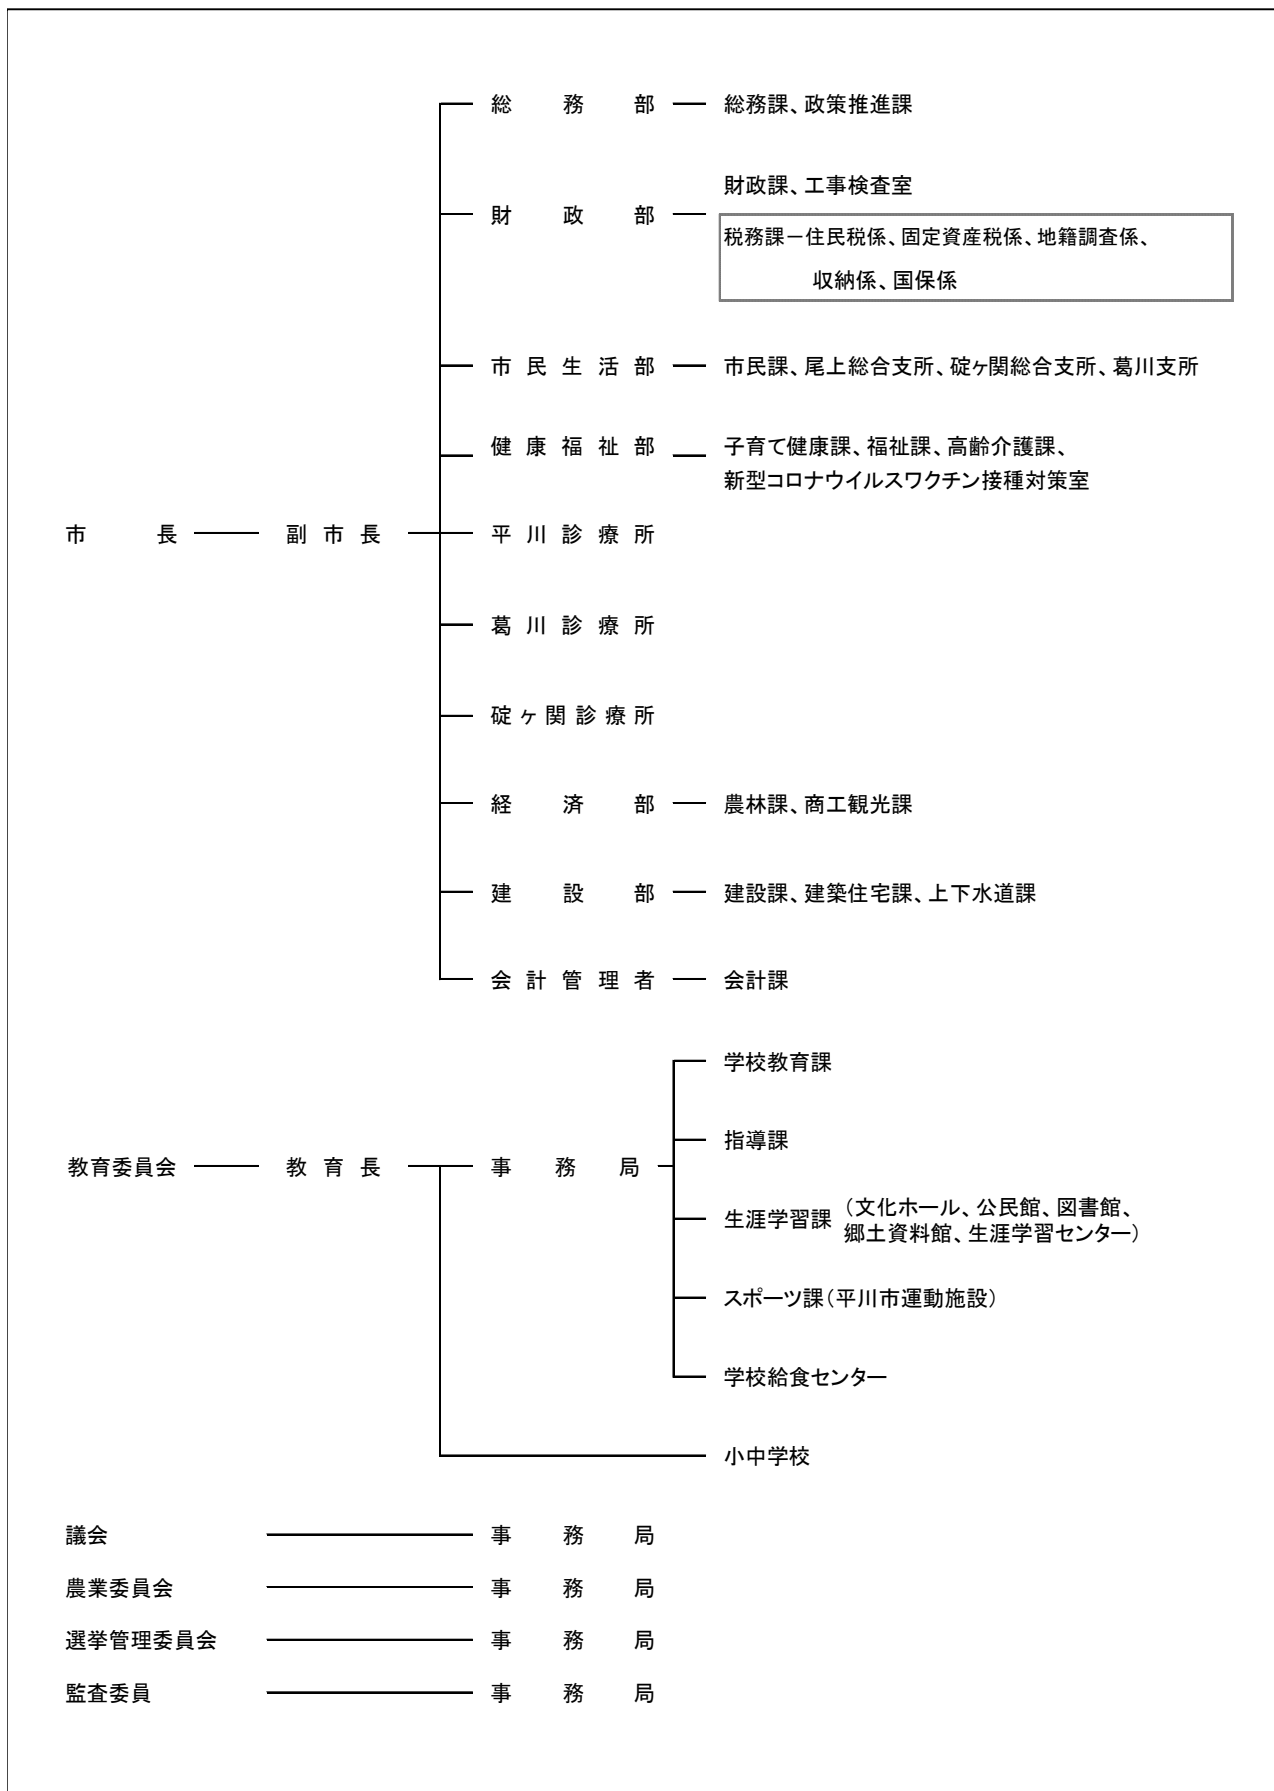 総務部 総務課、政策推進課
財政課、工事検査室
財政部
税務課－住民税係、固定資産税係、地籍調査係、
収納係、国保係
市民生活部 市民課、尾上総合支所、碇ヶ関総合支所、葛川支所
健康福祉部 子育て健康課、福祉課、高齢介護課、
新型コロナウイルスワクチン接種対策室
市長 副市長 平川診療所
葛川診療所
碇ヶ関診療所
経済部 農林課、商工観光課
建設部 建設課、建築住宅課、上下水道課
会計管理者 会計課
学校教育課
指導課
教育委員会 教育長 事務局
生涯学習課 （文化ホール、公民館、図書館、
郷土資料館、生涯学習センター）
スポーツ課（平川市運動施設）
学校給食センター
小中学校
議会 事務局
農業委員会 事務局
選挙管理委員会 事務局
監査委員 事務局